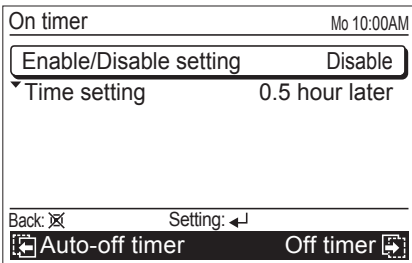 On timer Mo 10:00AM
Enable/Disable setting Disable
Time setting 0.5 hour later
Back: Setting:
Auto-off timer Off timer